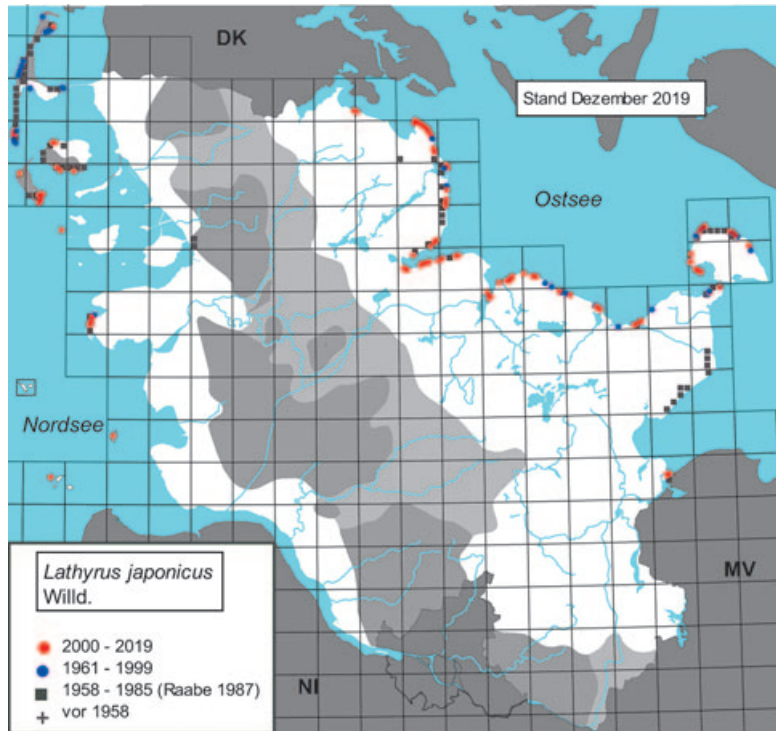 DK
Stand Dezember 2019
Ostsee
Nordsee
MV
NI
Lathyrus japonicus
Willd.
2000 - 2019
1961 - 1999
1958 - 1985 (Raabe 1987)
vor 1958